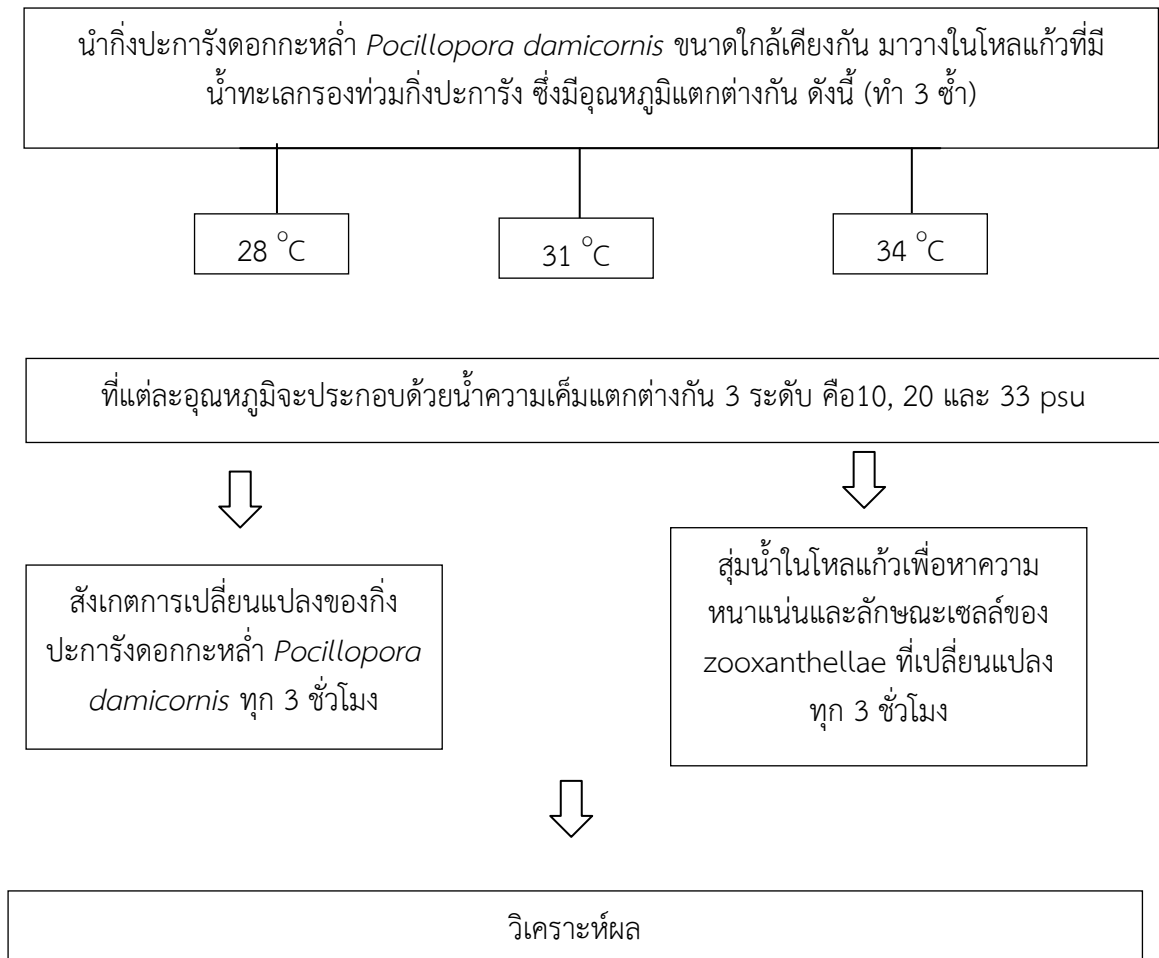 นำกิ่งปะการังดอกกะหล่ำ Pocillopora damicornis ขนาดใกล้เคียงกัน มาวางในโหลแก้วที่มี
น้ำทะเลกรองท่วมกิ่งปะการัง ซึ่งมีอุณหภูมิแตกต่างกัน ดังนี้ (ทำ 3 ซ้ำ)
28 °C
31 °C
34 °C
ที่แต่ละอุณหภูมิจะประกอบด้วยน้ำความเค็มแตกต่างกัน 3 ระดับ คือ10, 20 และ 33 psu
สังเกตการเปลี่ยนแปลงของกิ่ง
ปะการังดอกกะหล่ำ Pocillopora
damicornis ทุก 3 ชั่วโมง
สุ่มน้ำในโหลแก้วเพื่อหาความ
หนาแน่นและลักษณะเซลล์ของ
zooxanthellae ที่เปลี่ยนแปลง
ทุก 3 ชั่วโมง
วิเคราะห์ผล